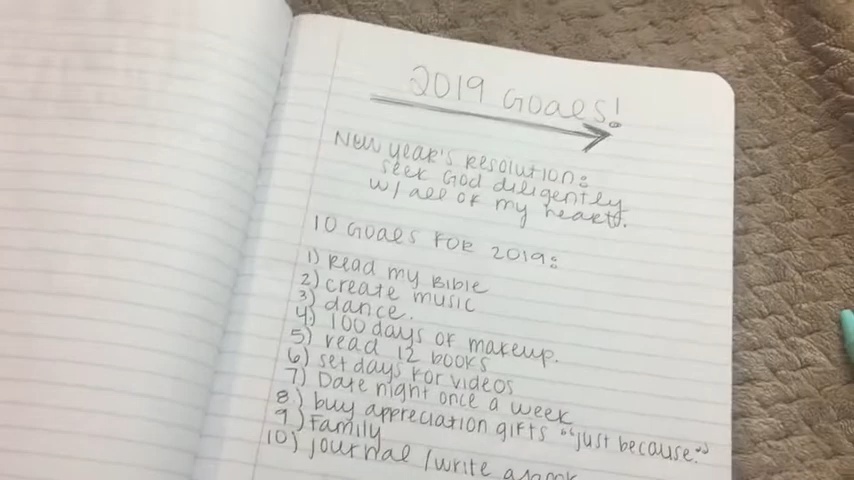 2019 GOALS!
NEW YEAR'S RESOLUTION:
SEEK GOD diligently
w/ all of my heart.
10 GOALS FOR 2019:
1) Read my Bible
2) create music
3) dance.
4) 100 days of makeup.
5) read 12 books
6) set days for videos
7) Date night once a week
8) buy appreciation gifts "just because."
9) Family
10) journal / write a book